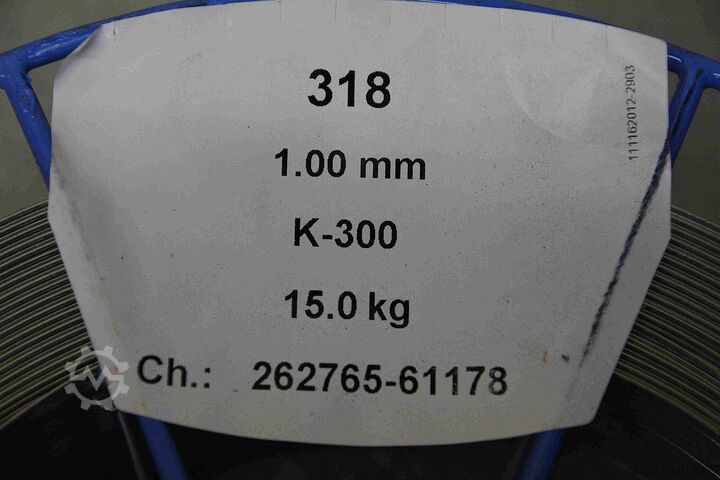 318
1.00 mm
K-300
15.0 kg
Ch.: 262765-61178
111162012-2903